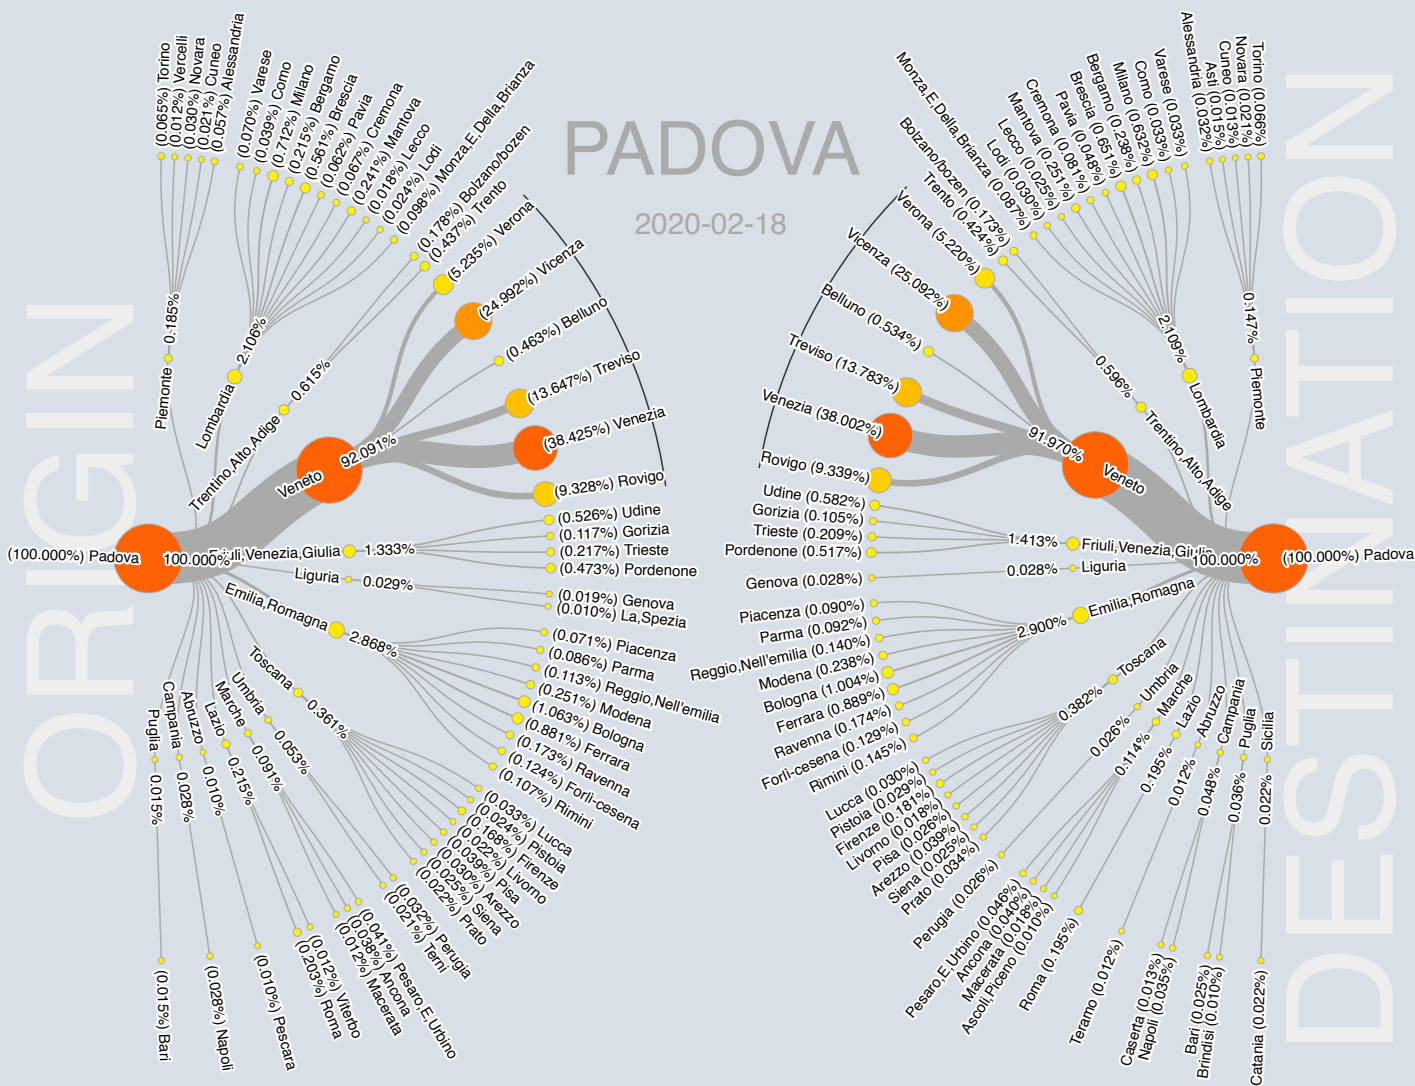 PADOVA
2020-02-18
ORIGIN
(100.000%) Padova
100.000%
Piemonte
0.185%
(0.065%) Torino
(0.012%) Vercelli
(0.030%) Novara
(0.021%) Cuneo
(0.057%) Alessandria
Lombardia
2.106%
(0.070%) Varese
(0.039%) Como
(0.712%) Milano
(0.215%) Bergamo
(0.561%) Brescia
(0.062%) Pavia
(0.067%) Cremona
(0.241%) Mantova
(0.018%) Lecco
(0.024%) Lodi
(0.098%) Monza,E,Della,Brianza
Trentino,Alto,Adige
0.615%
(0.178%) Bolzano/bozen
(0.437%) Trento
Veneto
92.091%
(5.235%) Verona
(24.992%) Vicenza
(0.463%) Belluno
(13.647%) Treviso
(38.425%) Venezia
(9.328%) Rovigo
Friuli,Venezia,Giulia
1.333%
(0.526%) Udine
(0.117%) Gorizia
(0.217%) Trieste
(0.473%) Pordenone
Liguria
0.029%
(0.019%) Genova
(0.010%) La,Spezia
Emilia,Romagna
2.868%
(0.071%) Piacenza
(0.086%) Parma
(0.113%) Reggio,Nell'emilia
(0.251%) Modena
(1.063%) Bologna
(0.881%) Ferrara
(0.173%) Ravenna
(0.124%) Forlì-cesena
(0.107%) Rimini
Toscana
0.361%
(0.033%) Lucca
(0.024%) Pistoia
(0.168%) Firenze
(0.022%) Livorno
(0.039%) Pisa
(0.030%) Arezzo
(0.025%) Siena
(0.022%) Prato
Umbria
0.053%
(0.032%) Perugia
(0.021%) Terni
Marche
0.091%
(0.041%) Pesaro,E,Urbino
(0.038%) Ancona
(0.012%) Macerata
Lazio
0.215%
(0.012%) Viterbo
(0.203%) Roma
Abruzzo
0.010%
(0.010%) Pescara
Campania
0.028%
(0.028%) Napoli
Puglia
0.015%
(0.015%) Bari
DESTINATION
(100.000%) Padova
100.000%
Piemonte
0.147%
Alessandria (0.032%)
Asti (0.015%)
Cuneo (0.013%)
Novara (0.021%)
Torino (0.066%)
Lombardia
2.109%
Monza,E,Della,Brianza (0.087%)
Lodi (0.030%)
Lecco (0.025%)
Mantova (0.251%)
Cremona (0.081%)
Pavia (0.048%)
Brescia (0.651%)
Bergamo (0.238%)
Milano (0.632%)
Como (0.033%)
Varese (0.033%)
Trentino,Alto,Adige
0.596%
Bolzano/bozen (0.173%)
Trento (0.424%)
Veneto
91.970%
Verona (5.220%)
Vicenza (25.092%)
Belluno (0.534%)
Treviso (13.783%)
Venezia (38.002%)
Rovigo (9.339%)
Friuli,Venezia,Giulia
1.413%
Udine (0.582%)
Gorizia (0.105%)
Trieste (0.209%)
Pordenone (0.517%)
Liguria
0.028%
Genova (0.028%)
Emilia,Romagna
2.900%
Piacenza (0.090%)
Parma (0.092%)
Reggio,Nell'emilia (0.140%)
Modena (0.238%)
Bologna (1.004%)
Ferrara (0.889%)
Ravenna (0.174%)
Forlì-cesena (0.129%)
Rimini (0.145%)
Toscana
0.382%
Lucca (0.030%)
Pistoia (0.029%)
Firenze (0.181%)
Livorno (0.018%)
Pisa (0.026%)
Arezzo (0.039%)
Siena (0.025%)
Prato (0.034%)
Umbria
0.026%
Perugia (0.026%)
Marche
0.114%
Pesaro,E,Urbino (0.046%)
Ancona (0.040%)
Macerata (0.018%)
Ascoli,Piceno (0.010%)
Lazio
0.195%
Roma (0.195%)
Abruzzo
0.012%
Teramo (0.012%)
Campania
0.048%
Caserta (0.013%)
Napoli (0.035%)
Puglia
0.036%
Bari (0.025%)
Brindisi (0.010%)
Sicilia
0.022%
Catania (0.022%)